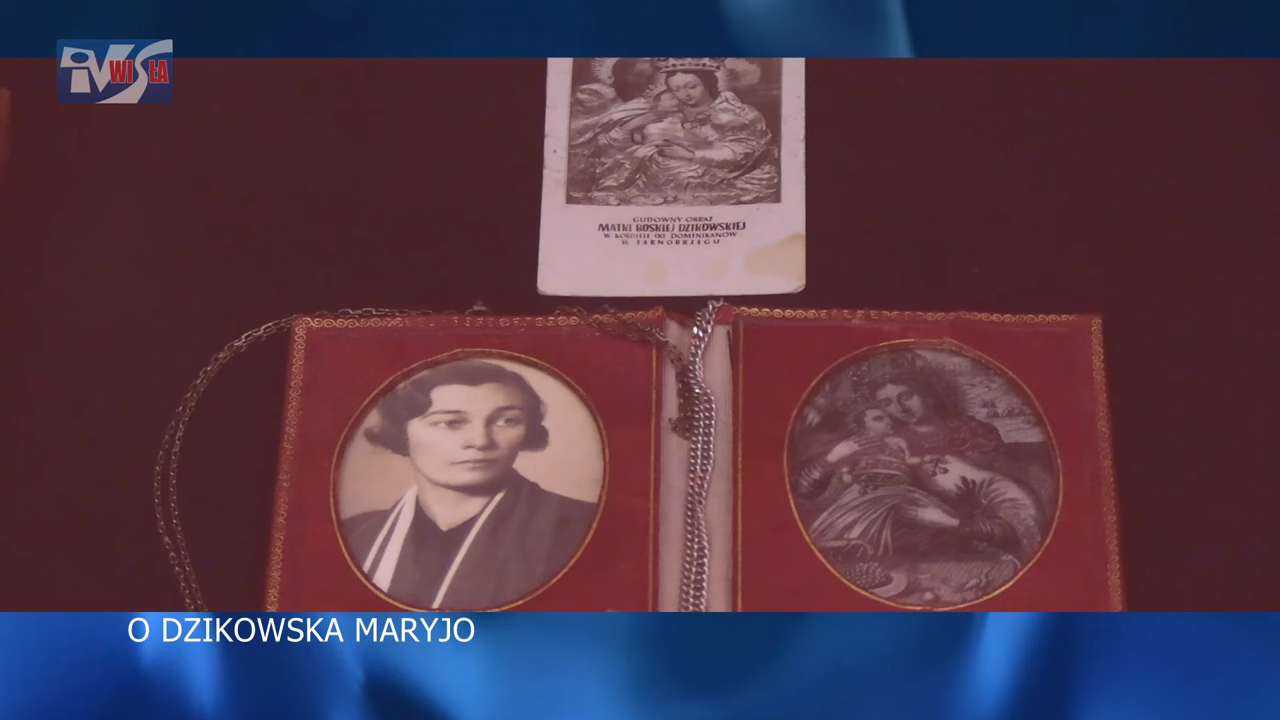 TV WISŁA
CUDOWNY OBRAZ
MATKI BOSKIEJ DZIKOWSKIEJ
W KOŚCIELE OO DOMINIKANÓW
W TARNOBRZEGU
O DZIKOWSKA MARYJO